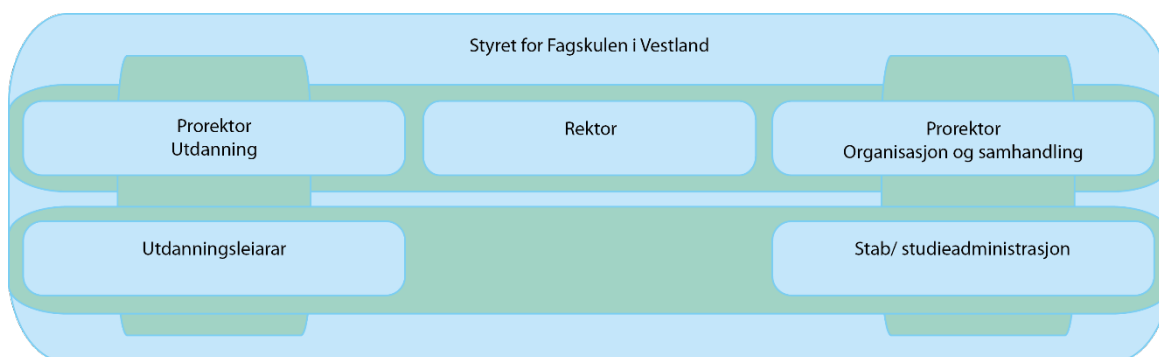 Styret for Fagskulen i Vestland
Prorektor
Utdanning
Rektor
Prorektor
Organisasjon og samhandling
Utdanningsleiarar
Stab/ studieadministrasjon